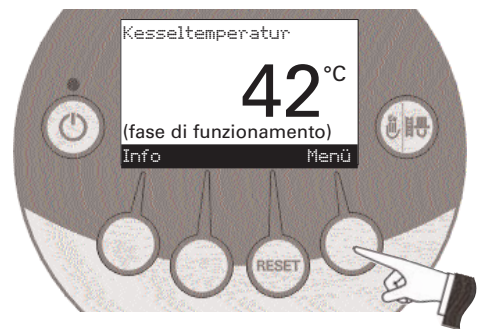 Kesseltemperatur
42°C
(fase di funzionamento)
Info Menü
RESET